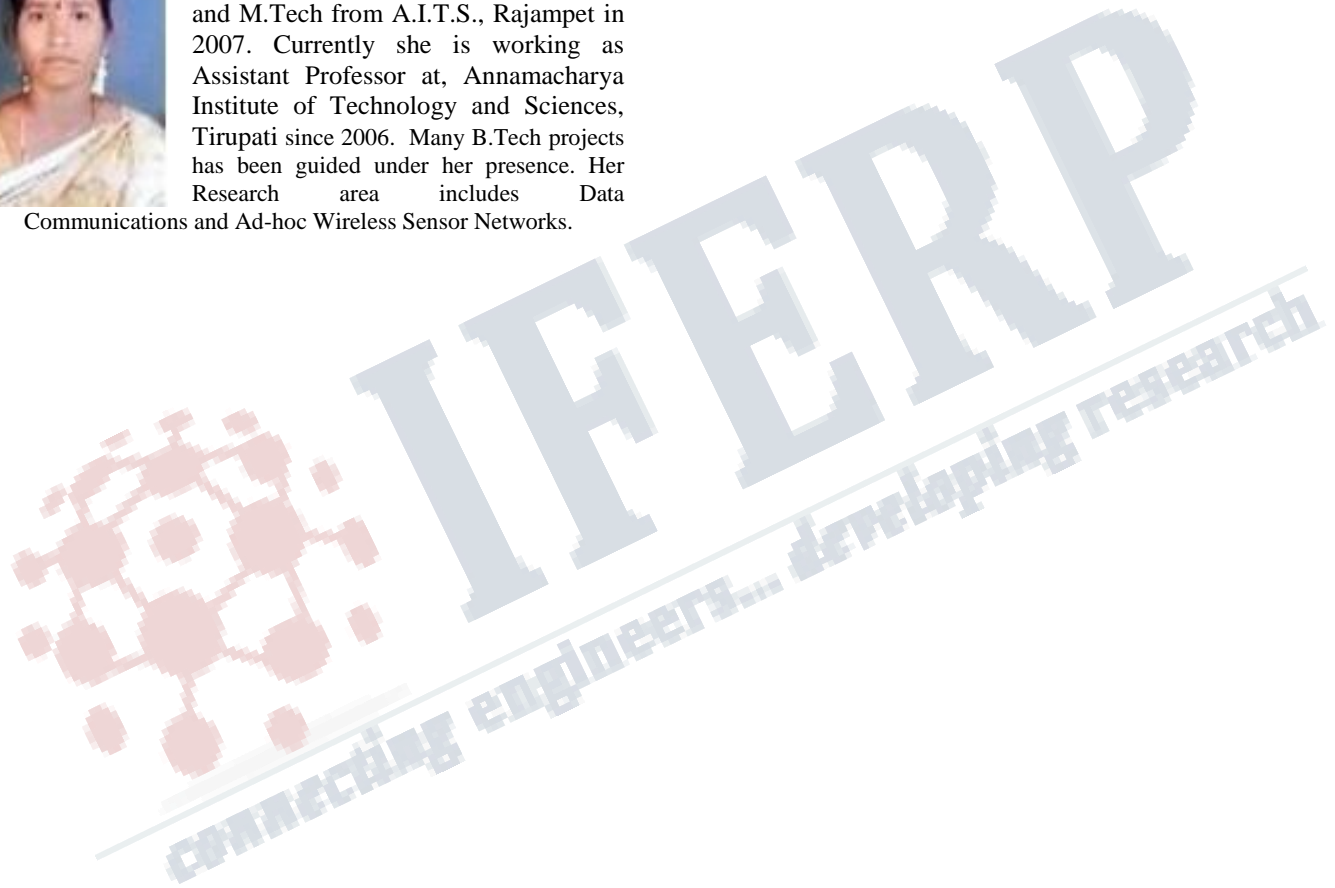 and M.Tech from A.I.T.S., Rajampet in
2007. Currently she is working as
Assistant Professor at, Annamacharya
Institute of Technology and Sciences,
Tirupati since 2006. Many B.Tech projects
has been guided under her presence. Her
Research area includes Data
Communications and Ad-hoc Wireless Sensor Networks.
IFERP
connecting engineers... developing research